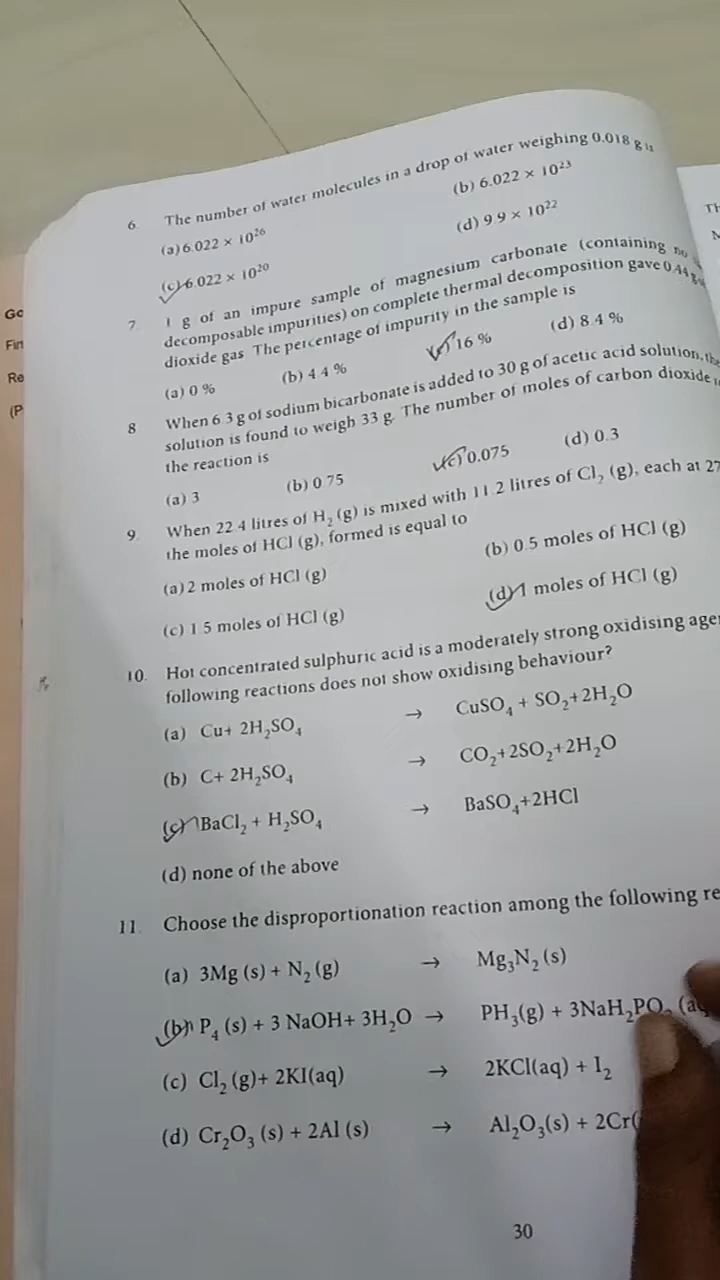 6. The number of water molecules in a drop of water weighing 0.018 g is
(a) 6.022 × 10²⁶
(b) 6.022 × 10²³
(c) 6.022 × 10²⁰
(d) 9.9 × 10²²
7. 1 g of an impure sample of magnesium carbonate (containing no
decomposable impurities) on complete thermal decomposition gave 0.44 g
dioxide gas. The percentage of impurity in the sample is
(a) 0 %
(b) 4.4 %
16 %
(d) 8.4 %
8. When 6.3 g of sodium bicarbonate is added to 30 g of acetic acid solution, the
solution is found to weigh 33 g. The number of moles of carbon dioxide
the reaction is
(a) 3
(b) 0.75
(c) 0.075
(d) 0.3
9. When 22.4 litres of H₂ (g) is mixed with 11.2 litres of Cl₂ (g), each at 27
the moles of HCl (g), formed is equal to
(a) 2 moles of HCl (g)
(b) 0.5 moles of HCl (g)
(c) 1.5 moles of HCl (g)
(d) 1 moles of HCl (g)
10. Hot concentrated sulphuric acid is a moderately strong oxidising age
following reactions does not show oxidising behaviour?
(a) Cu+ 2H₂SO₄ → CuSO₄ + SO₂+2H₂O
(b) C+ 2H₂SO₄ → CO₂+2SO₂+2H₂O
(c) BaCl₂ + H₂SO₄ → BaSO₄+2HCl
(d) none of the above
11. Choose the disproportionation reaction among the following re
(a) 3Mg (s) + N₂ (g) → Mg₃N₂ (s)
(b) P₄ (s) + 3 NaOH+ 3H₂O → PH₃(g) + 3NaH₂PO₂ (aq
(c) Cl₂ (g)+ 2KI(aq) → 2KCl(aq) + I₂
(d) Cr₂O₃ (s) + 2Al (s) → Al₂O₃(s) + 2Cr(
30
Go
Fin
Re
(P
Th